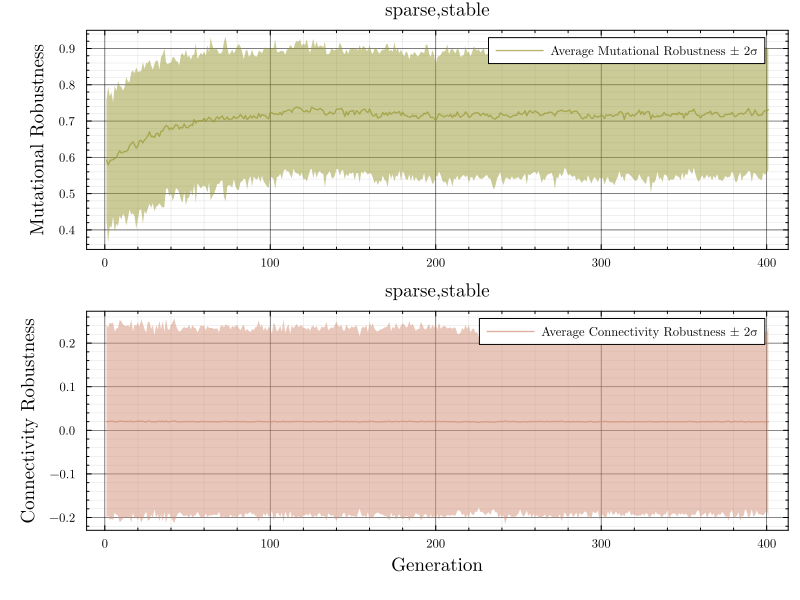 sparse,stable
Average Mutational Robustness ± 2σ
Mutational Robustness
0.9
0.8
0.7
0.6
0.5
0.4
0 100 200 300 400
sparse,stable
Average Connectivity Robustness ± 2σ
Connectivity Robustness
0.2
0.1
0.0
−0.1
−0.2
0 100 200 300 400
Generation